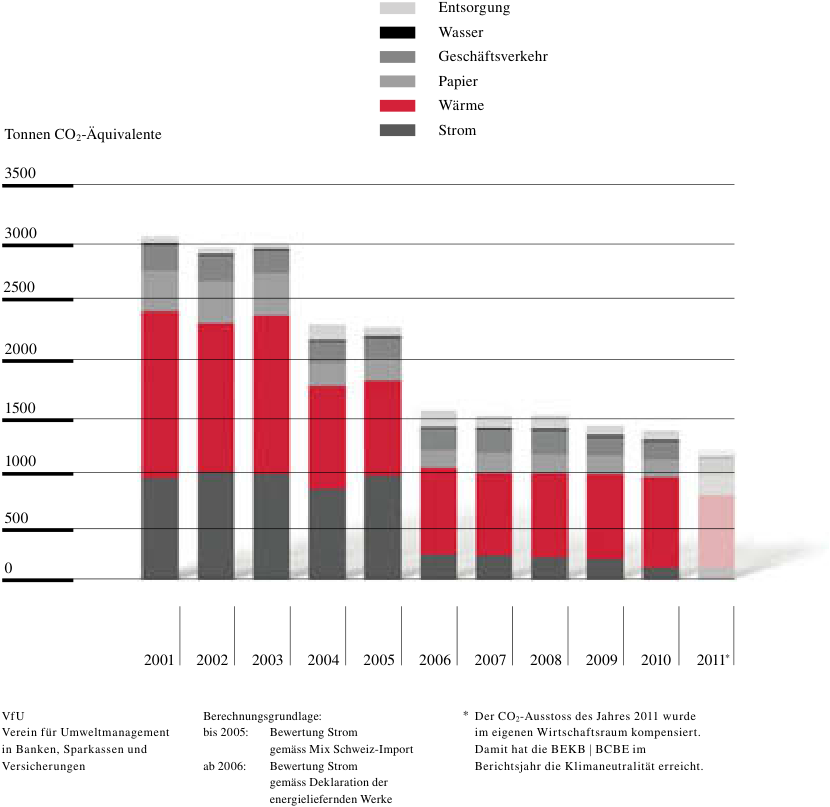 Entsorgung
Wasser
Geschäftsverkehr
Papier
Wärme
Strom
Tonnen CO₂-Äquivalente
3500
3000
2500
2000
1500
1000
500
0
2001 2002 2003 2004 2005 2006 2007 2008 2009 2010 2011*
VfU
Verein für Umweltmanagement
in Banken, Sparkassen und
Versicherungen
Berechnungsgrundlage:
bis 2005: Bewertung Strom
gemäss Mix Schweiz-Import
ab 2006: Bewertung Strom
gemäss Deklaration der
energieliefernden Werke
* Der CO₂-Ausstoss des Jahres 2011 wurde
im eigenen Wirtschaftsraum kompensiert.
Damit hat die BEKB | BCBE im
Berichtsjahr die Klimaneutralität erreicht.